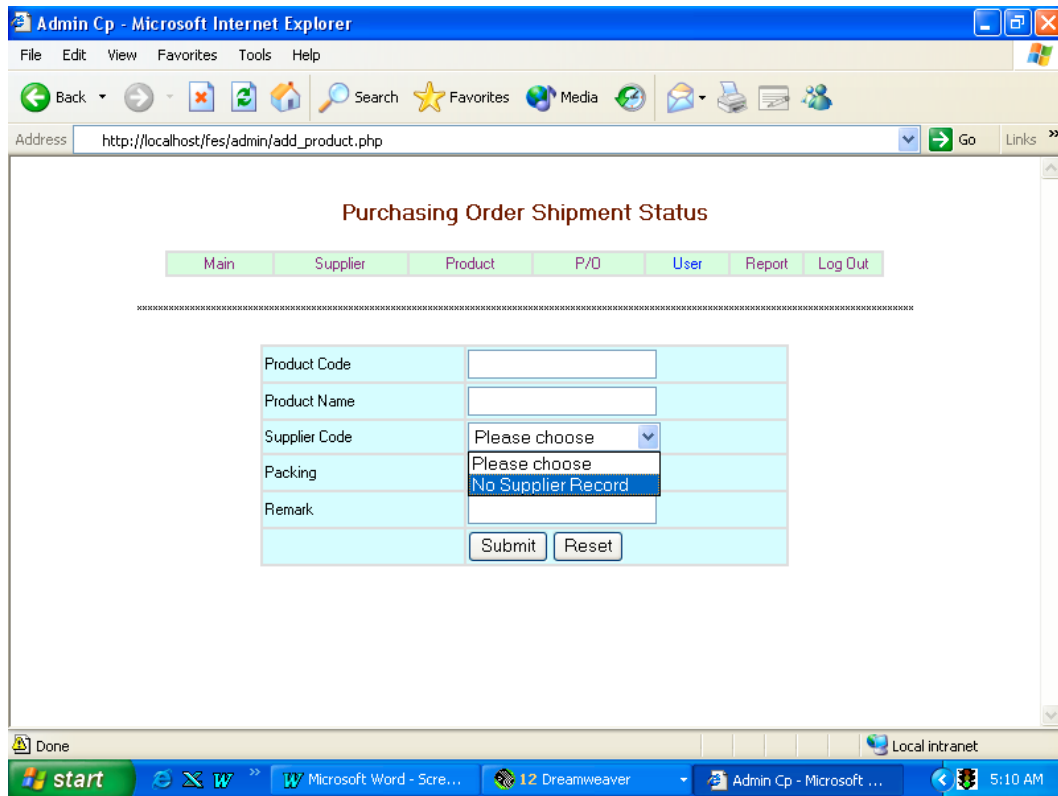 Admin Cp - Microsoft Internet Explorer
File Edit View Favorites Tools Help
Back Search Favorites Media
Address http://localhost/fes/admin/add_product.php Go Links »
Purchasing Order Shipment Status
Main Supplier Product P/O User Report Log Out
Product Code
Product Name
Supplier Code Please choose
Please choose
Packing
No Supplier Record
Remark
Submit Reset
Done Local intranet
start » Microsoft Word - Scre... 12 Dreamweaver Admin Cp - Microsoft ... 5:10 AM